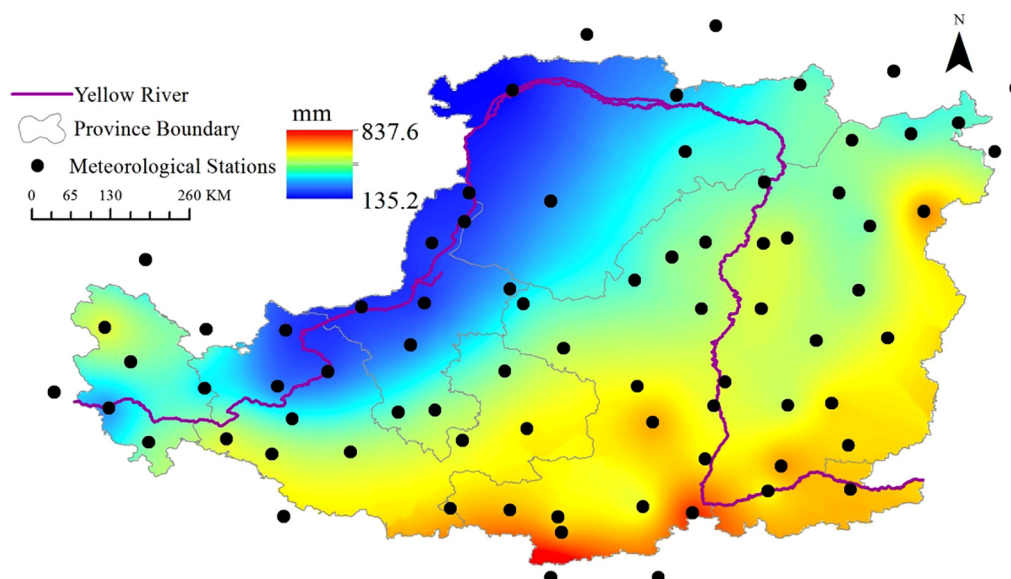 N
Yellow River
Province Boundary
Meteorological Stations
0 65 130 260 KM
mm
837.6
135.2